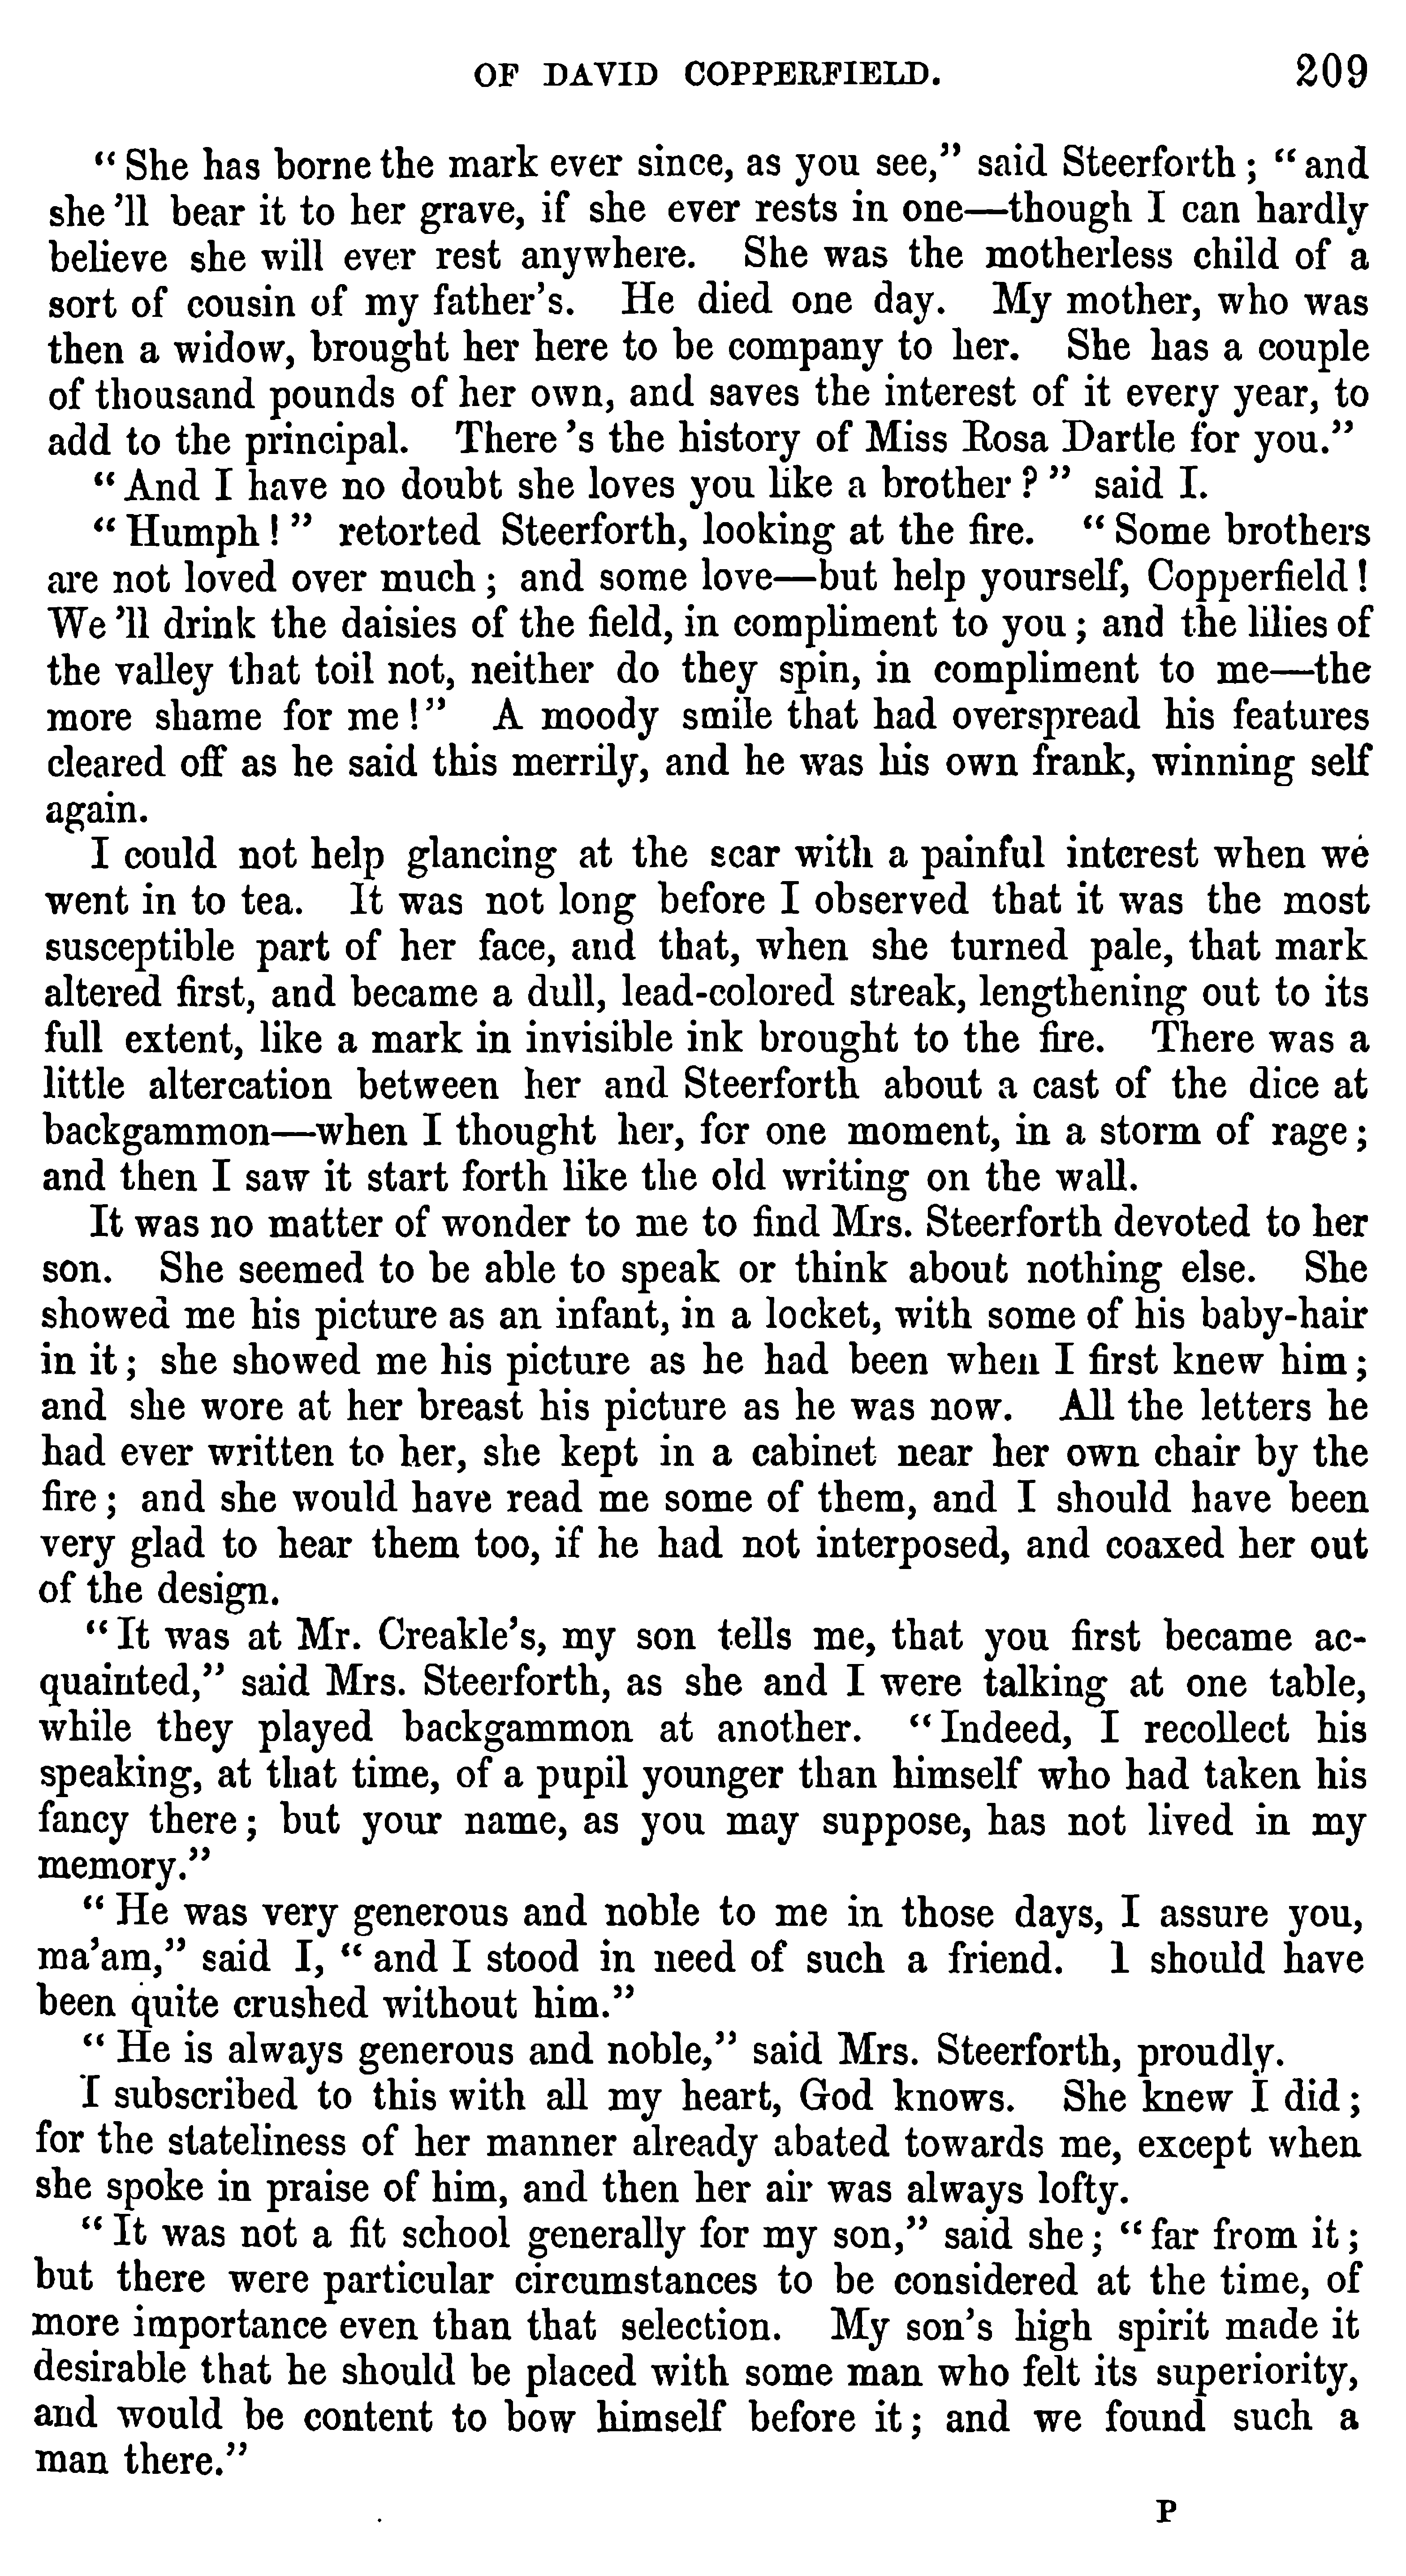 OF DAVID COPPERFIELD. 209
“She has borne the mark ever since, as you see,” said Steerforth; “and
she’ll bear it to her grave, if she ever rests in one—though I can hardly
believe she will ever rest anywhere. She was the motherless child of a
sort of cousin of my father’s. He died one day. My mother, who was
then a widow, brought her here to be company to her. She has a couple
of thousand pounds of her own, and saves the interest of it every year, to
add to the principal. There’s the history of Miss Rosa Dartle for you.”
“And I have no doubt she loves you like a brother?” said I.
“Humph!” retorted Steerforth, looking at the fire. “Some brothers
are not loved over much; and some love—but help yourself, Copperfield!
We’ll drink the daisies of the field, in compliment to you; and the lilies of
the valley that toil not, neither do they spin, in compliment to me—the
more shame for me!” A moody smile that had overspread his features
cleared off as he said this merrily, and he was his own frank, winning self
again.
I could not help glancing at the scar with a painful interest when we
went in to tea. It was not long before I observed that it was the most
susceptible part of her face, and that, when she turned pale, that mark
altered first, and became a dull, lead-colored streak, lengthening out to its
full extent, like a mark in invisible ink brought to the fire. There was a
little altercation between her and Steerforth about a cast of the dice at
backgammon—when I thought her, for one moment, in a storm of rage;
and then I saw it start forth like the old writing on the wall.
It was no matter of wonder to me to find Mrs. Steerforth devoted to her
son. She seemed to be able to speak or think about nothing else. She
showed me his picture as an infant, in a locket, with some of his baby-hair
in it; she showed me his picture as he had been when I first knew him;
and she wore at her breast his picture as he was now. All the letters he
had ever written to her, she kept in a cabinet near her own chair by the
fire; and she would have read me some of them, and I should have been
very glad to hear them too, if he had not interposed, and coaxed her out
of the design.
“It was at Mr. Creakle’s, my son tells me, that you first became ac-
quainted,” said Mrs. Steerforth, as she and I were talking at one table,
while they played backgammon at another. “Indeed, I recollect his
speaking, at that time, of a pupil younger than himself who had taken his
fancy there; but your name, as you may suppose, has not lived in my
memory.”
“He was very generous and noble to me in those days, I assure you,
ma’am,” said I, “and I stood in need of such a friend. I should have
been quite crushed without him.”
“He is always generous and noble,” said Mrs. Steerforth, proudly.
I subscribed to this with all my heart, God knows. She knew I did;
for the stateliness of her manner already abated towards me, except when
she spoke in praise of him, and then her air was always lofty.
“It was not a fit school generally for my son,” said she; “far from it;
but there were particular circumstances to be considered at the time, of
more importance even than that selection. My son’s high spirit made it
desirable that he should be placed with some man who felt its superiority,
and would be content to bow himself before it; and we found such a
man there.”
P